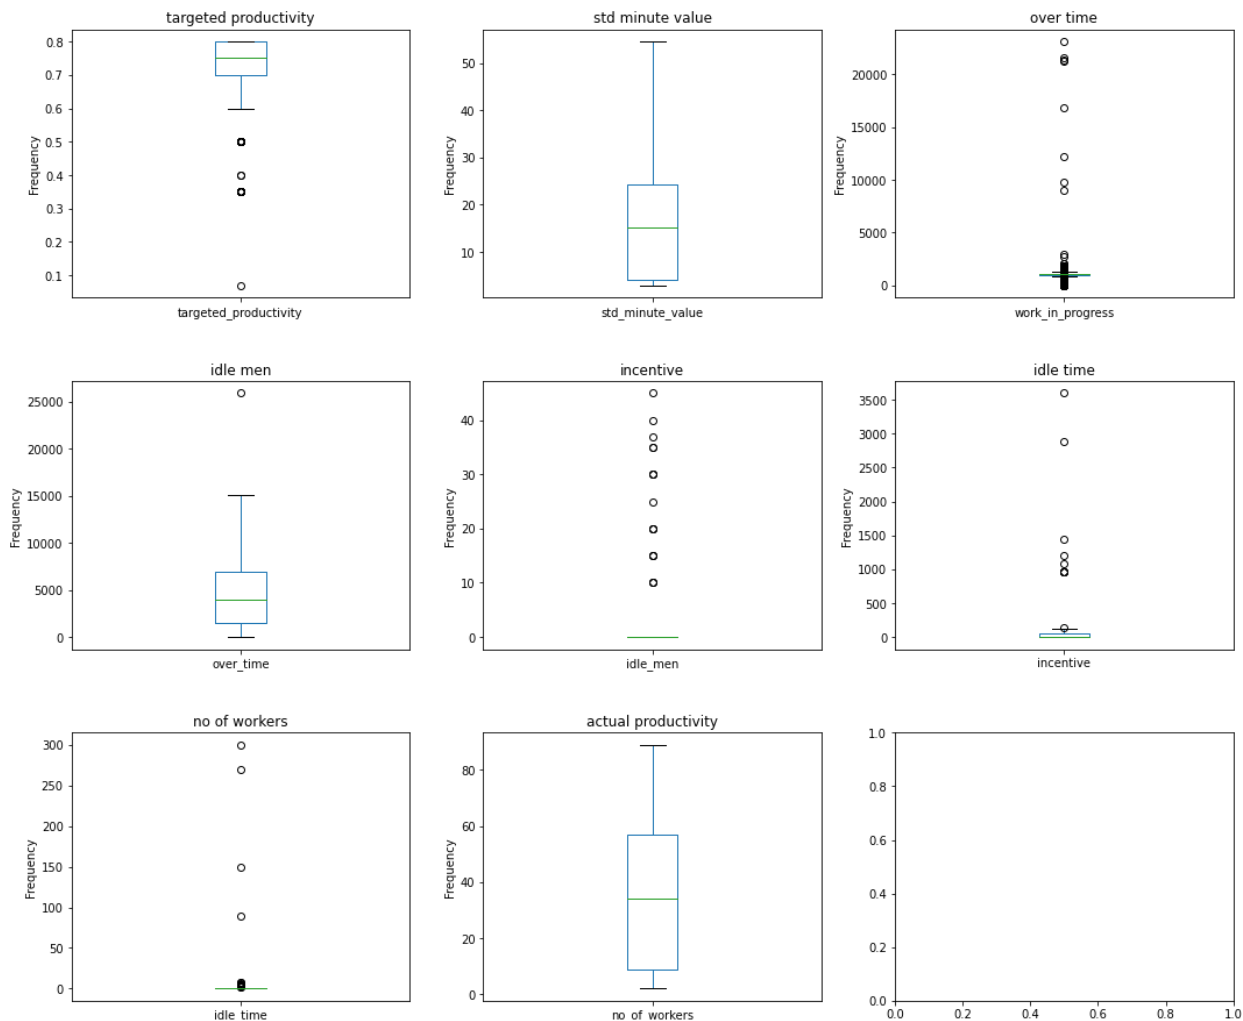 targeted productivity
Frequency
0.8
0.7
0.6
0.5
0.4
0.3
0.2
0.1
targeted_productivity
std minute value
Frequency
50
40
30
20
10
std_minute_value
over time
Frequency
20000
15000
10000
5000
0
work_in_progress
idle men
Frequency
25000
20000
15000
10000
5000
0
over_time
incentive
Frequency
40
30
20
10
0
idle_men
idle time
Frequency
3500
3000
2500
2000
1500
1000
500
0
incentive
no of workers
Frequency
300
250
200
150
100
50
0
idle_time
actual productivity
Frequency
80
60
40
20
0
no_of_workers
1.0
0.8
0.6
0.4
0.2
0.0
0.0 0.2 0.4 0.6 0.8 1.0